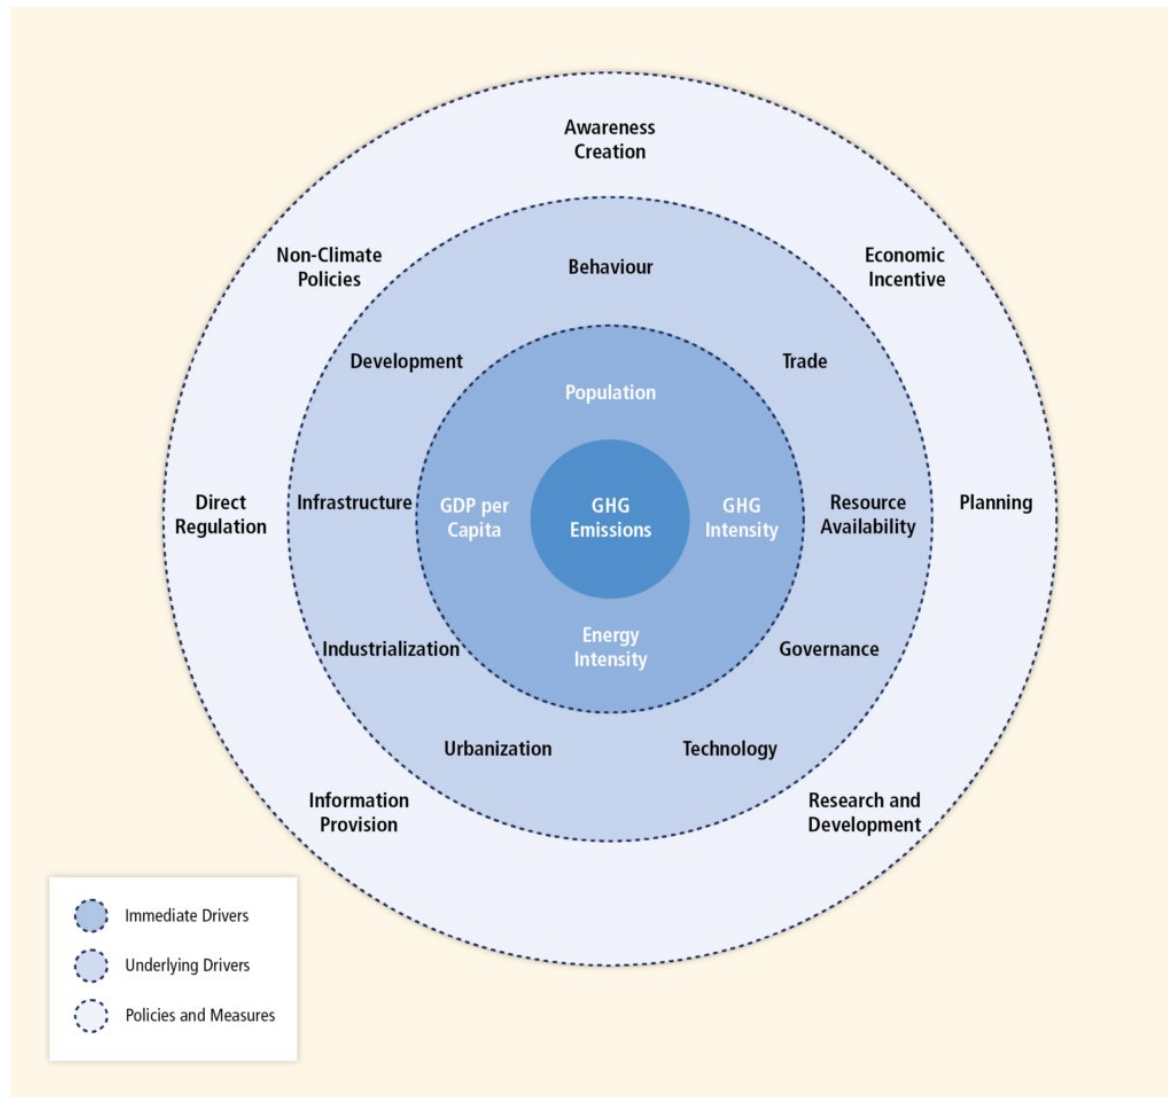 Awareness
Creation
Non-Climate
Policies
Economic
Incentive
Behaviour
Development
Trade
Population
Direct
Regulation
Infrastructure
GDP per
Capita
GHG
Emissions
GHG
Intensity
Resource
Availability
Planning
Energy
Intensity
Industrialization
Governance
Urbanization
Technology
Information
Provision
Research and
Development
Immediate Drivers
Underlying Drivers
Policies and Measures